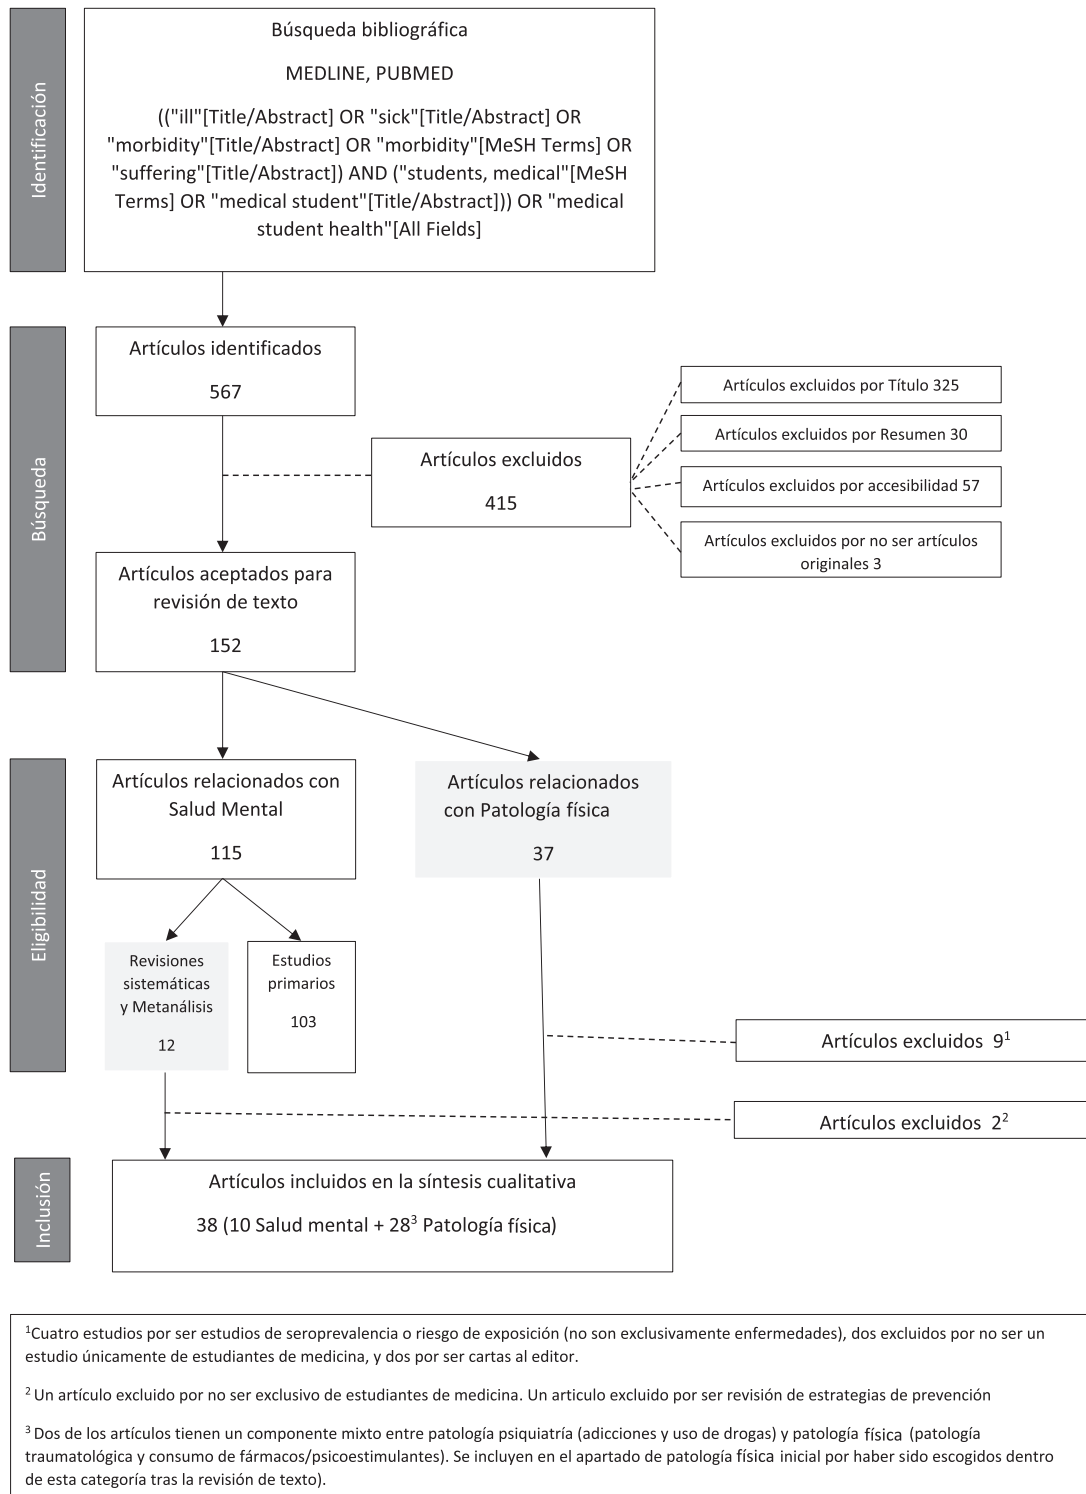 Identificación
Búsqueda bibliográfica
MEDLINE, PUBMED
(("ill"[Title/Abstract] OR "sick"[Title/Abstract] OR
"morbidity"[Title/Abstract] OR "morbidity"[MeSH Terms] OR
"suffering"[Title/Abstract]) AND ("students, medical"[MeSH
Terms] OR "medical student"[Title/Abstract])) OR "medical
student health"[All Fields]
Búsqueda
Artículos identificados
567
Artículos excluidos
415
Artículos excluidos por Título 325
Artículos excluidos por Resumen 30
Artículos excluidos por accesibilidad 57
Artículos excluidos por no ser artículos
originales 3
Artículos aceptados para
revisión de texto
152
Eligibilidad
Artículos relacionados con
Salud Mental
115
Artículos relacionados
con Patología física
37
Revisiones
sistemáticas
y Metanálisis
12
Estudios
primarios
103
Artículos excluidos 9¹
Artículos excluidos 2²
Inclusión
Artículos incluidos en la síntesis cualitativa
38 (10 Salud mental + 28³ Patología física)
¹Cuatro estudios por ser estudios de seroprevalencia o riesgo de exposición (no son exclusivamente enfermedades), dos excluidos por no ser un
estudio únicamente de estudiantes de medicina, y dos por ser cartas al editor.
² Un artículo excluido por no ser exclusivo de estudiantes de medicina. Un articulo excluido por ser revisión de estrategias de prevención
³ Dos de los artículos tienen un componente mixto entre patología psiquiatría (adicciones y uso de drogas) y patología física (patología
traumatológica y consumo de fármacos/psicoestimulantes). Se incluyen en el apartado de patología física inicial por haber sido escogidos dentro
de esta categoría tras la revisión de texto).